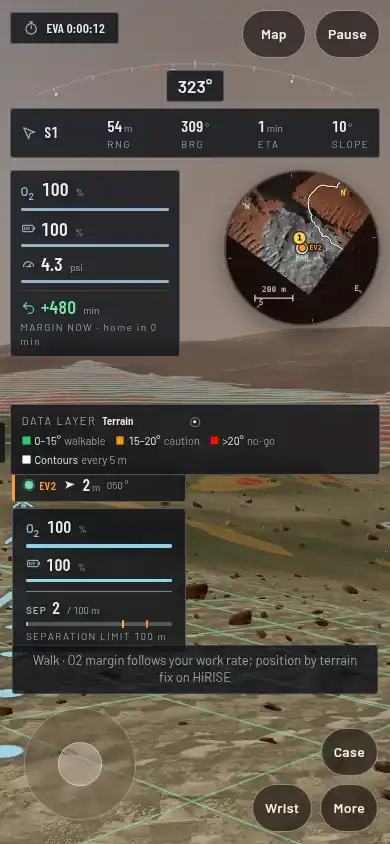 EVA 0:00:12
Map
Pause
323°
S1
54 m
RNG
309°
BRG
1 min
ETA
10°
SLOPE
O2 100 %
100 %
4.3 psi
+480 min
MARGIN NOW · home in 0
min
N
W
1
EV2
HAB
200 m
E
S
DATA LAYER Terrain
0-15° walkable 15-20° caution >20° no-go
Contours every 5 m
EV2 2 m 050°
O2 100 %
100 %
SEP 2 / 100 m
SEPARATION LIMIT 100 m
Walk · O2 margin follows your work rate; position by terrain
fix on HiRISE
Case
Wrist
More